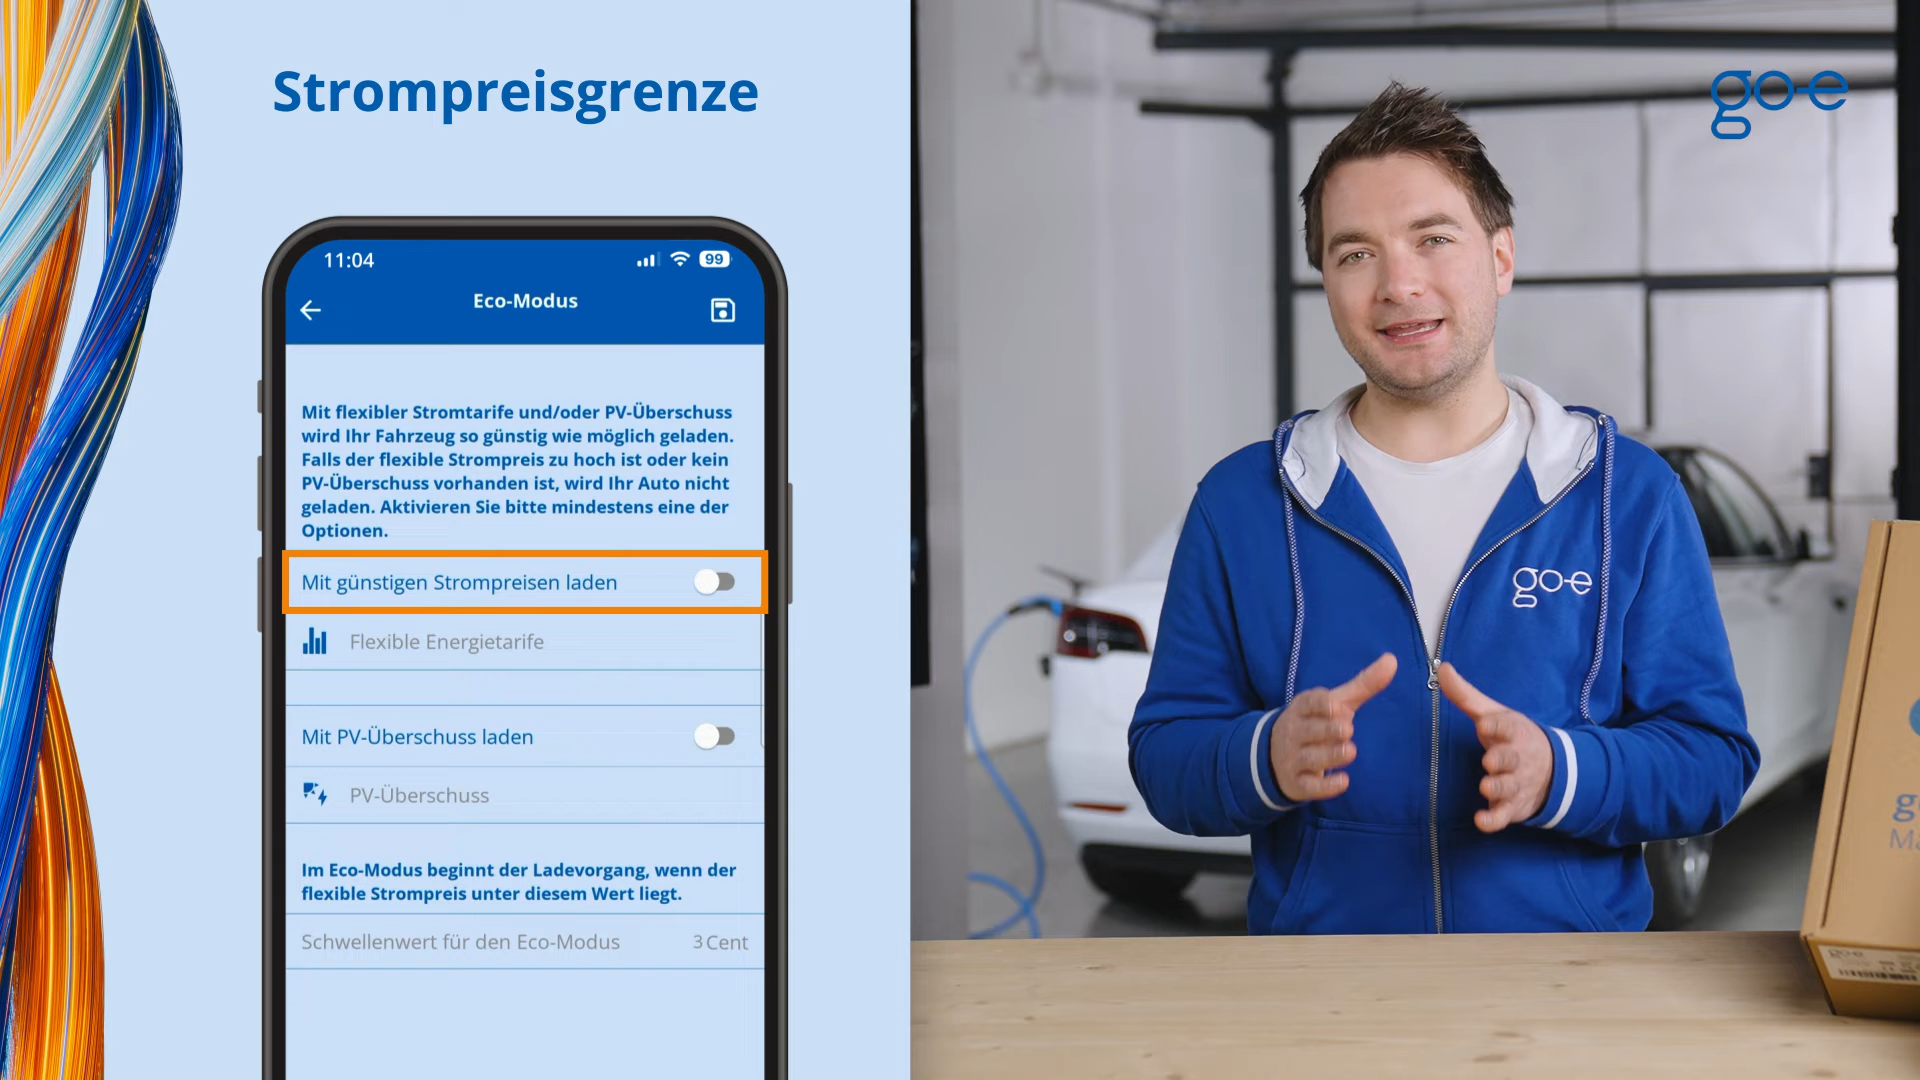 Strompreisgrenze
11:04
99
Eco-Modus
Mit flexibler Stromtarife und/oder PV-Überschuss
wird Ihr Fahrzeug so günstig wie möglich geladen.
Falls der flexible Strompreis zu hoch ist oder kein
PV-Überschuss vorhanden ist, wird Ihr Auto nicht
geladen. Aktivieren Sie bitte mindestens eine der
Optionen.
Mit günstigen Strompreisen laden
Flexible Energietarife
Mit PV-Überschuss laden
PV-Überschuss
Im Eco-Modus beginnt der Ladevorgang, wenn der
flexible Strompreis unter diesem Wert liegt.
Schwellenwert für den Eco-Modus 3 Cent
go-e
go-e